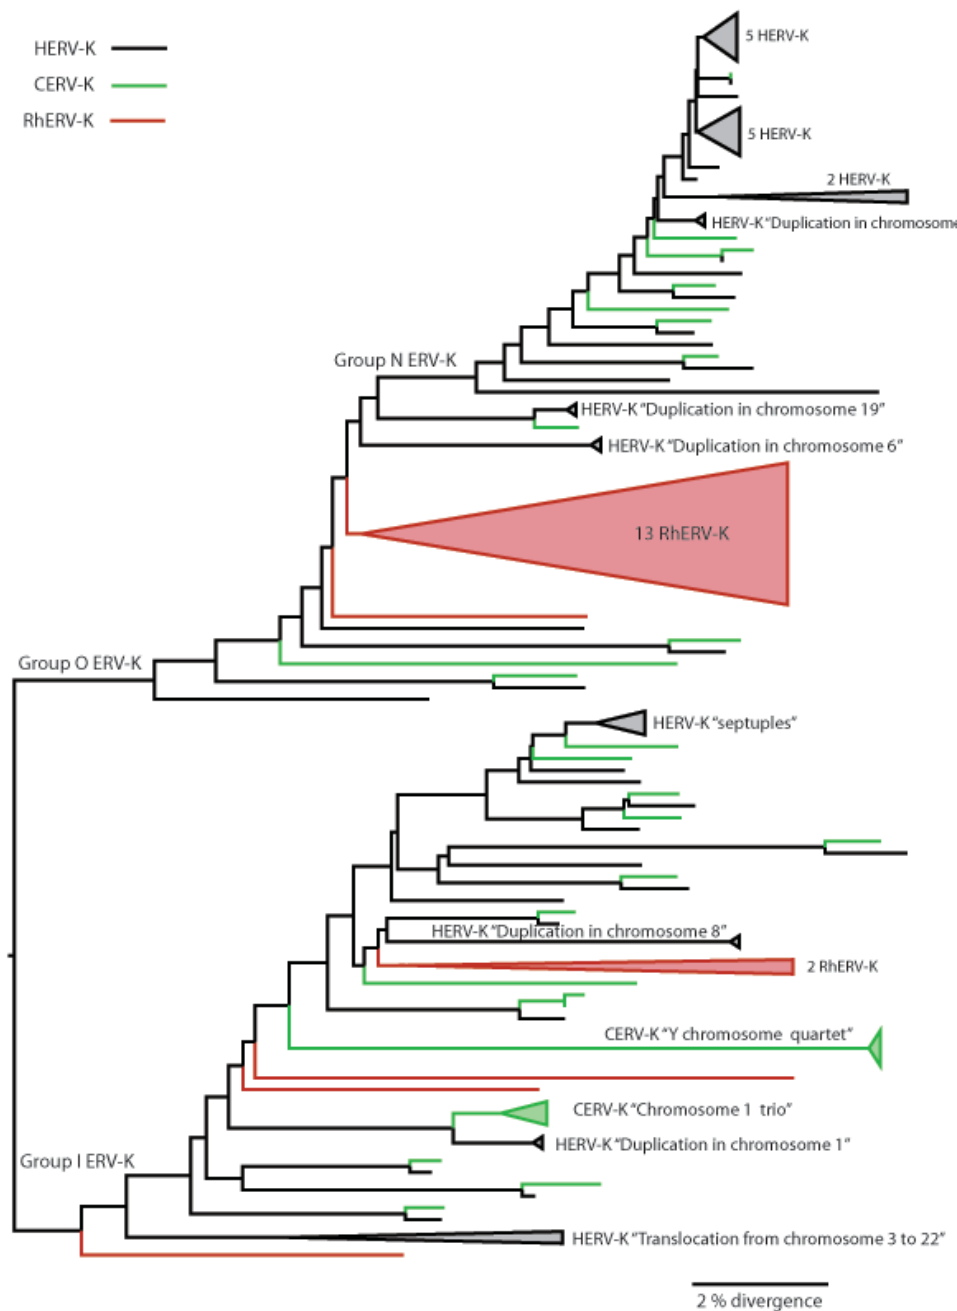 HERV-K
CERV-K
RhERV-K
5 HERV-K
5 HERV-K
2 HERV-K
HERV-K “Duplication in chromosome
Group N ERV-K
HERV-K “Duplication in chromosome 19”
HERV-K “Duplication in chromosome 6”
13 RhERV-K
Group O ERV-K
HERV-K “septuples”
HERV-K “Duplication in chromosome 8”
2 RhERV-K
CERV-K “Y chromosome quartet”
CERV-K “Chromosome 1 trio”
HERV-K “Duplication in chromosome 1”
Group I ERV-K
HERV-K “Translocation from chromosome 3 to 22”
2 % divergence